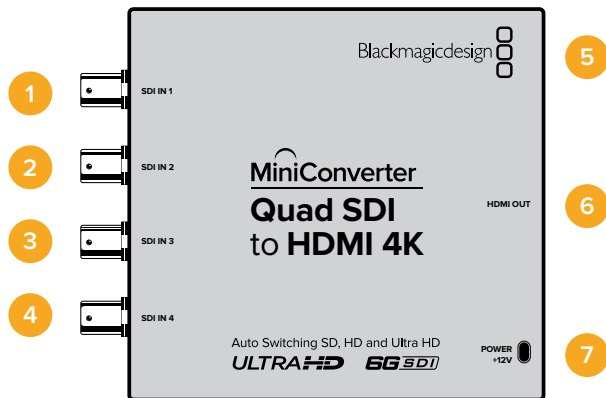 Blackmagicdesign
1
SDI IN 1
5
2
SDI IN 2
MiniConverter
Quad SDI
to HDMI 4K
HDMI OUT
6
3
SDI IN 3
4
SDI IN 4
Auto Switching SD, HD and Ultra HD
ULTRA HD 6G SDI
POWER
+12V
7